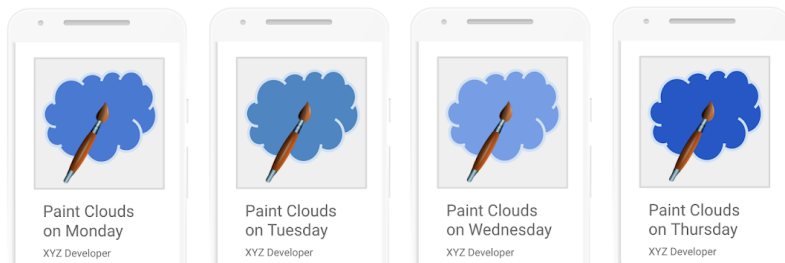 Paint Clouds
on Monday
XYZ Developer
Paint Clouds
on Tuesday
XYZ Developer
Paint Clouds
on Wednesday
XYZ Developer
Paint Clouds
on Thursday
XYZ Developer